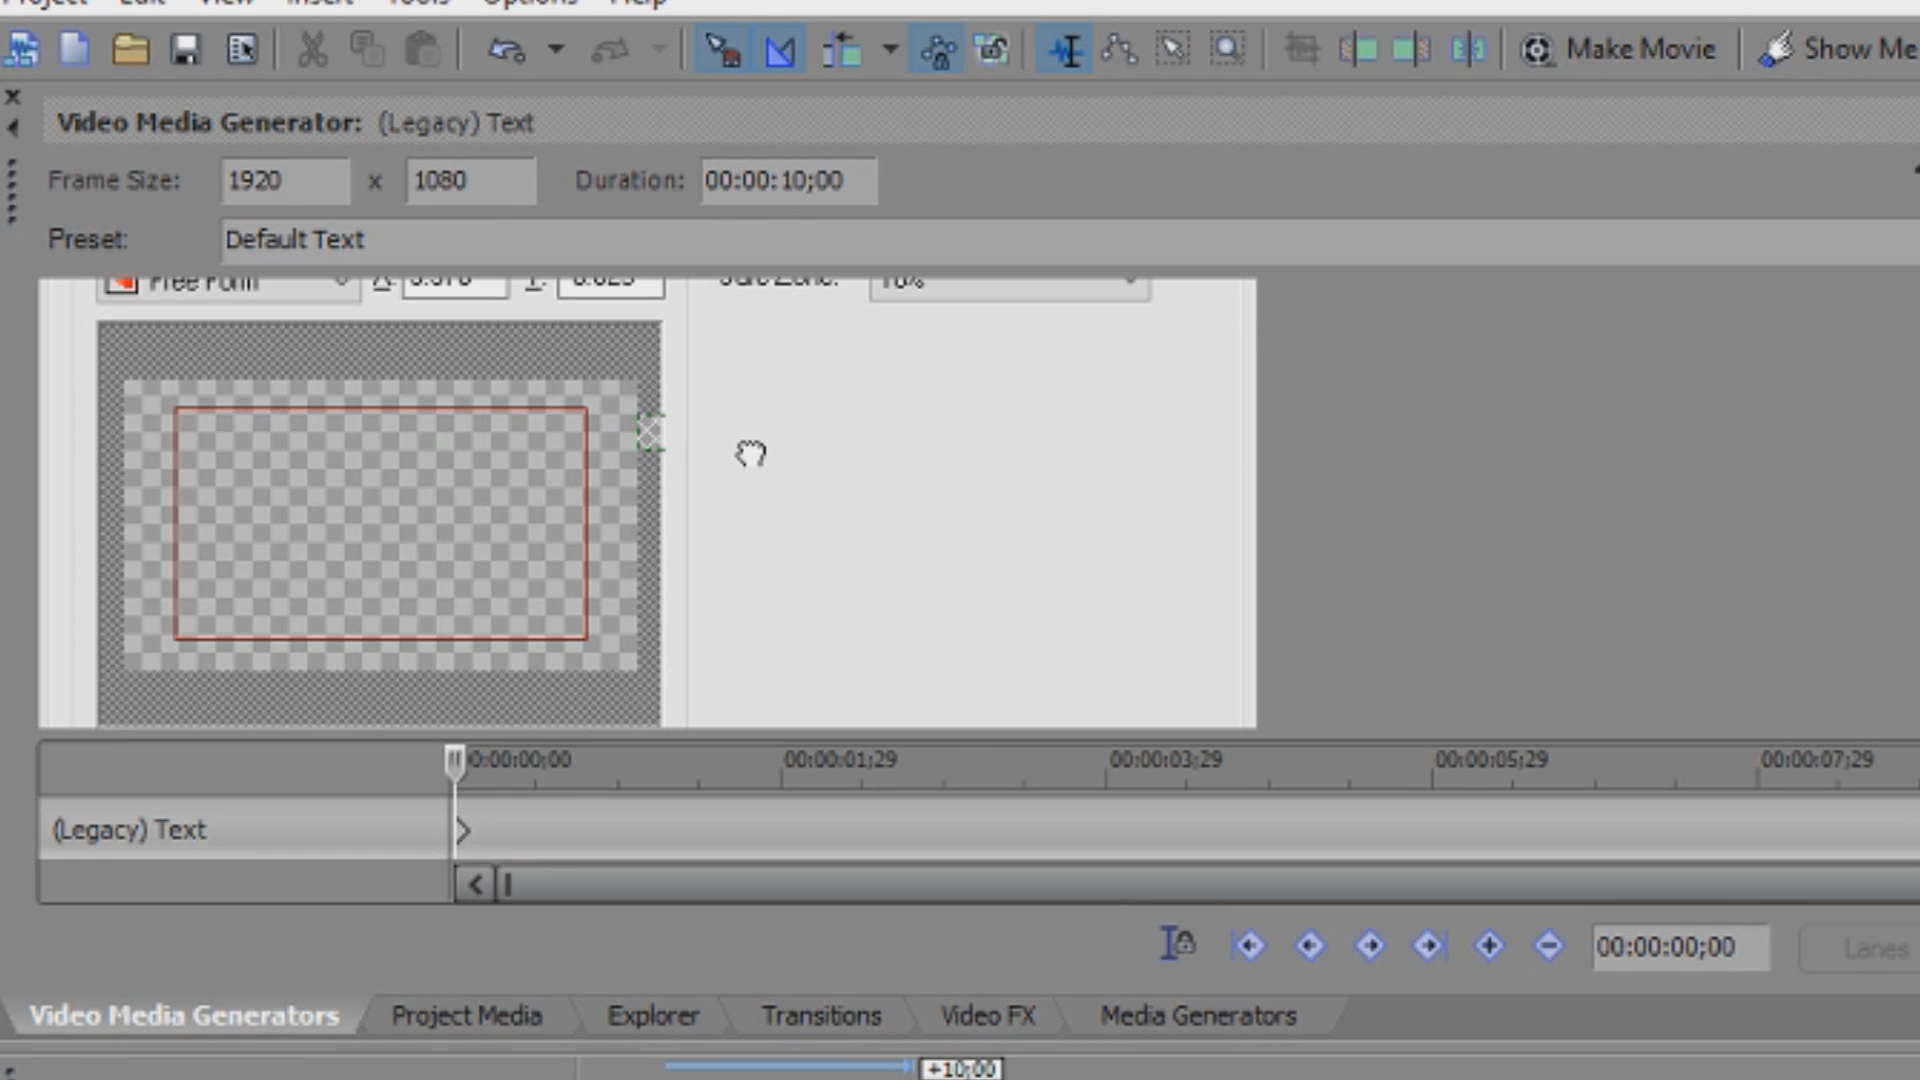 Project Edit View Insert Tools Options Help
Make Movie Show Me
Video Media Generator: (Legacy) Text
Frame Size: 1920 x 1080 Duration: 00:00:10;00
Preset: Default Text
Free Form X: Y: Safe Zone: 10%
00:00:00;00 00:00:01;29 00:00:03;29 00:00:05;29 00:00:07;29
(Legacy) Text
00:00:00;00 Lanes
Video Media Generators Project Media Explorer Transitions Video FX Media Generators
+10;00